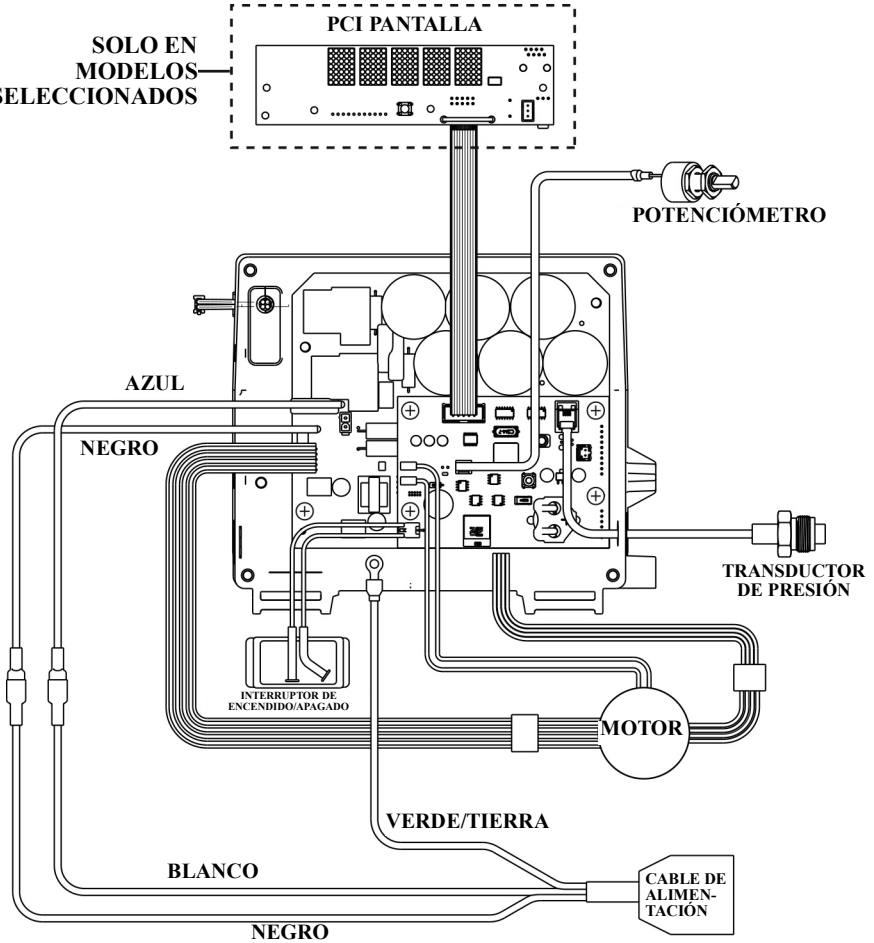 PCI PANTALLA
SOLO EN
MODELOS
SELECCIONADOS
POTENCIÓMETRO
AZUL
NEGRO
TRANSDUCTOR
DE PRESIÓN
INTERRUPTOR DE
ENCENDIDO/APAGADO
MOTOR
VERDE/TIERRA
BLANCO
CABLE DE
ALIMEN-
TACIÓN
NEGRO